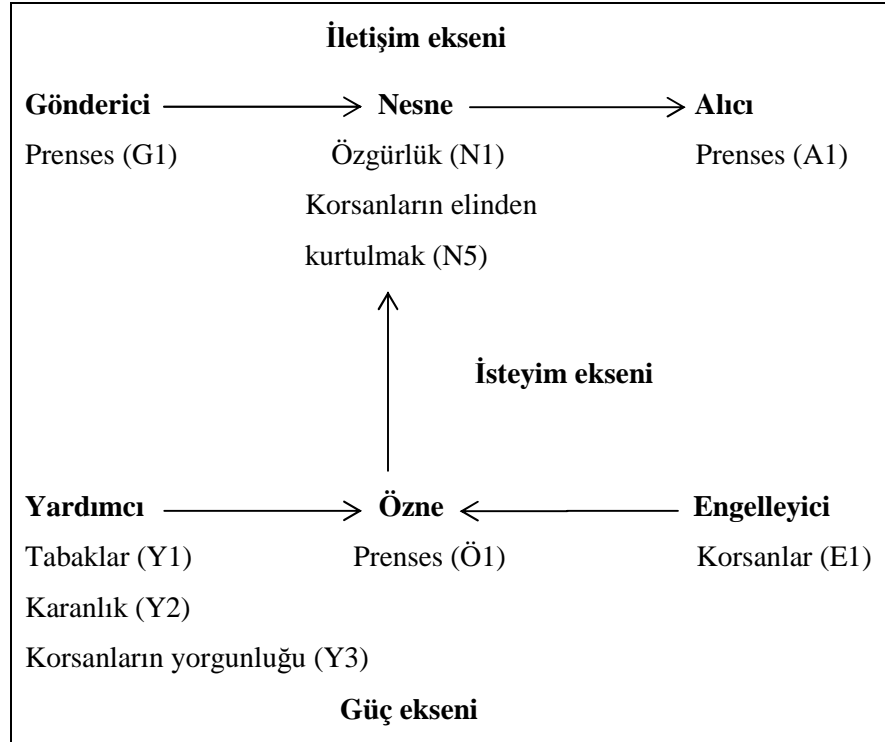 İletişim ekseni
Gönderici Nesne Alıcı
Prenses (G1) Özgürlük (N1) Prenses (A1)
Korsanların elinden
kurtulmak (N5)
İsteyim ekseni
Yardımcı Özne Engelleyici
Tabaklar (Y1) Prenses (Ö1) Korsanlar (E1)
Karanlık (Y2)
Korsanların yorgunluğu (Y3)
Güç ekseni